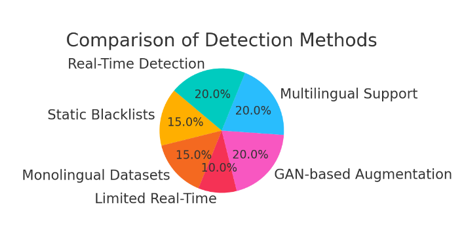 Comparison of Detection Methods
Real-Time Detection
20.0%
Multilingual Support
20.0%
Static Blacklists
15.0%
Monolingual Datasets
15.0%
Limited Real-Time
10.0%
GAN-based Augmentation
20.0%